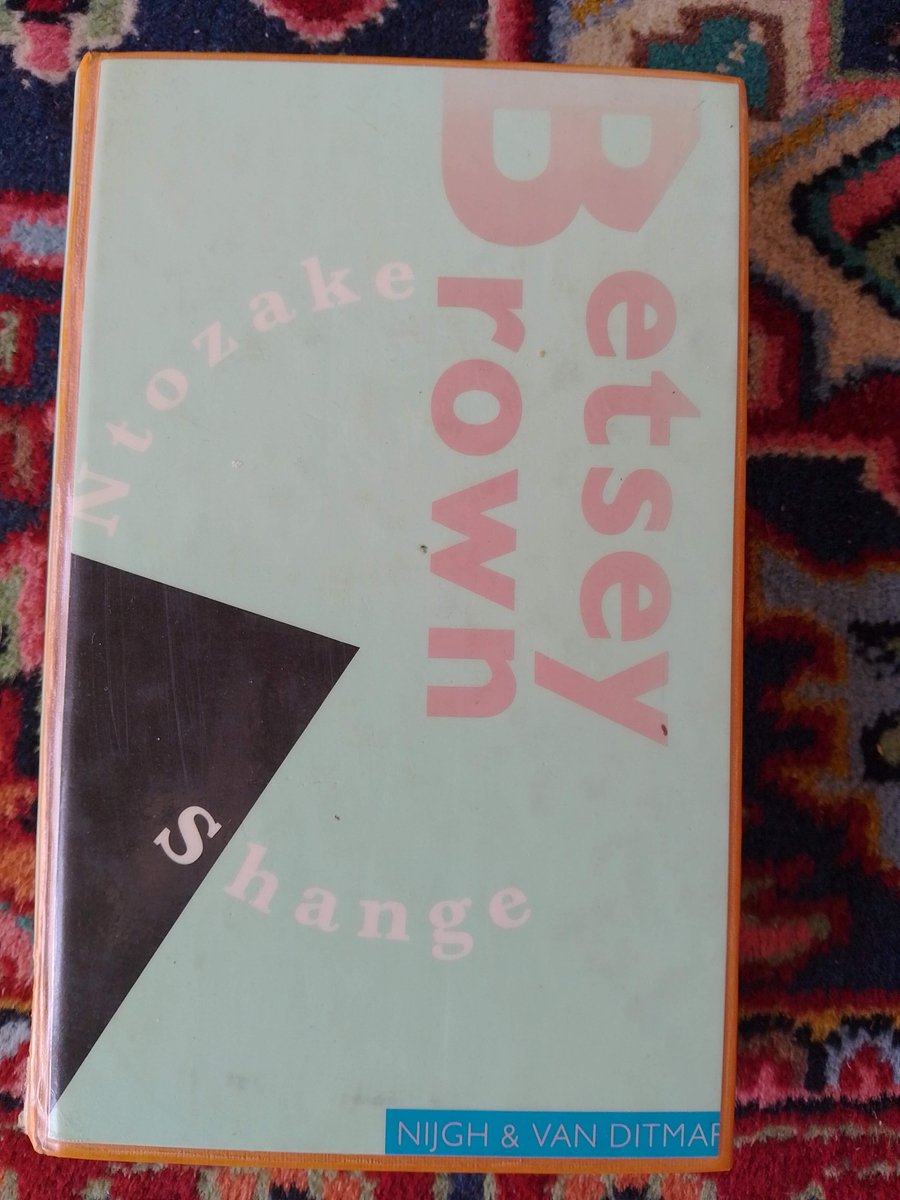 Betsey
Brown
Ntozake
Shange
NIJGH & VAN DITMAR